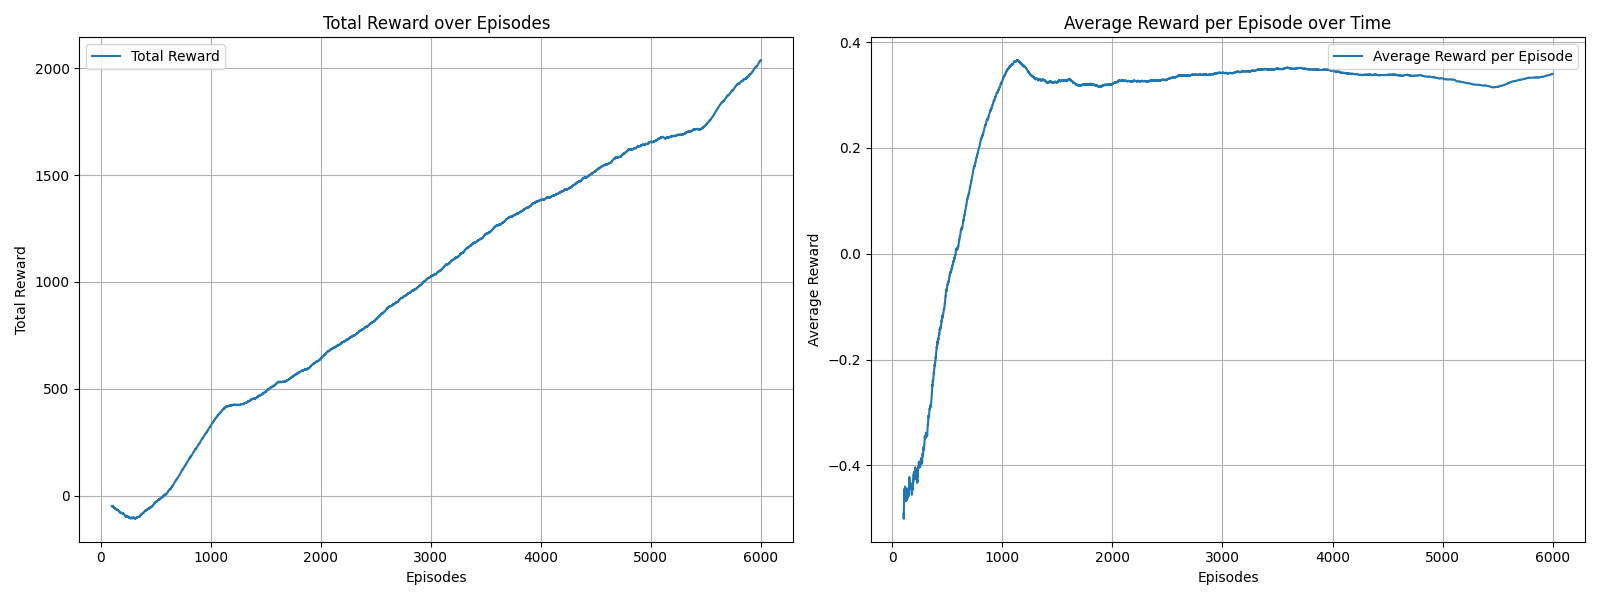 Total Reward over Episodes
Total Reward
2000
1500
1000
500
0
Total Reward
0 1000 2000 3000 4000 5000 6000
Episodes
Average Reward per Episode over Time
Average Reward per Episode
0.4
0.2
0.0
−0.2
−0.4
Average Reward
0 1000 2000 3000 4000 5000 6000
Episodes